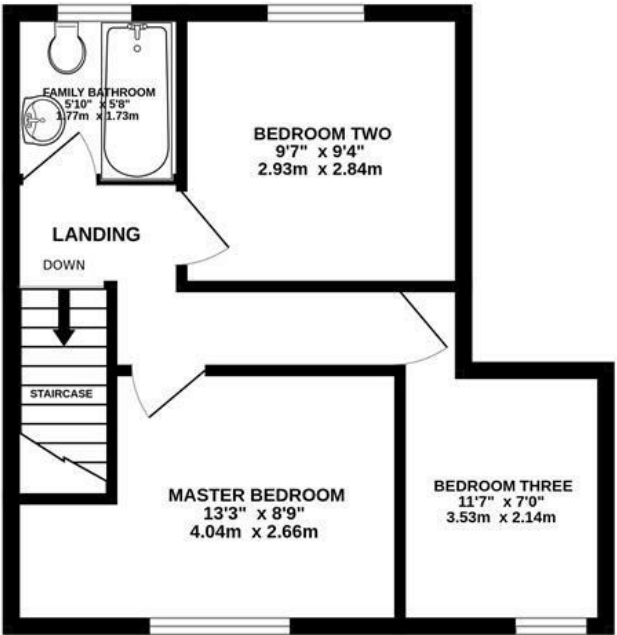 FAMILY BATHROOM
5'10" x 5'8"
1.77m x 1.73m
BEDROOM TWO
9'7" x 9'4"
2.93m x 2.84m
LANDING
DOWN
STAIRCASE
MASTER BEDROOM
13'3" x 8'9"
4.04m x 2.66m
BEDROOM THREE
11'7" x 7'0"
3.53m x 2.14m